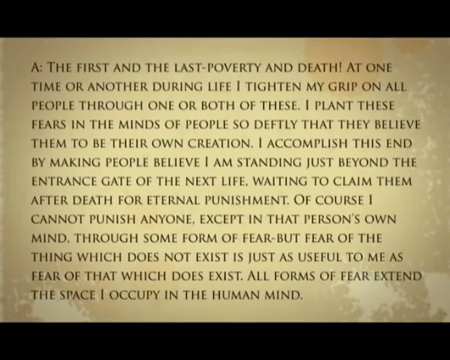 A: The first and the last-poverty and death! At one
time or another during life I tighten my grip on all
people through one or both of these. I plant these
fears in the minds of people so deftly that they believe
them to be their own creation. I accomplish this end
by making people believe I am standing just beyond the
entrance gate of the next life, waiting to claim them
after death for eternal punishment. Of course I
cannot punish anyone, except in that person's own
mind, through some form of fear-but fear of the
thing which does not exist is just as useful to me as
fear of that which does exist. All forms of fear extend
the space I occupy in the human mind.